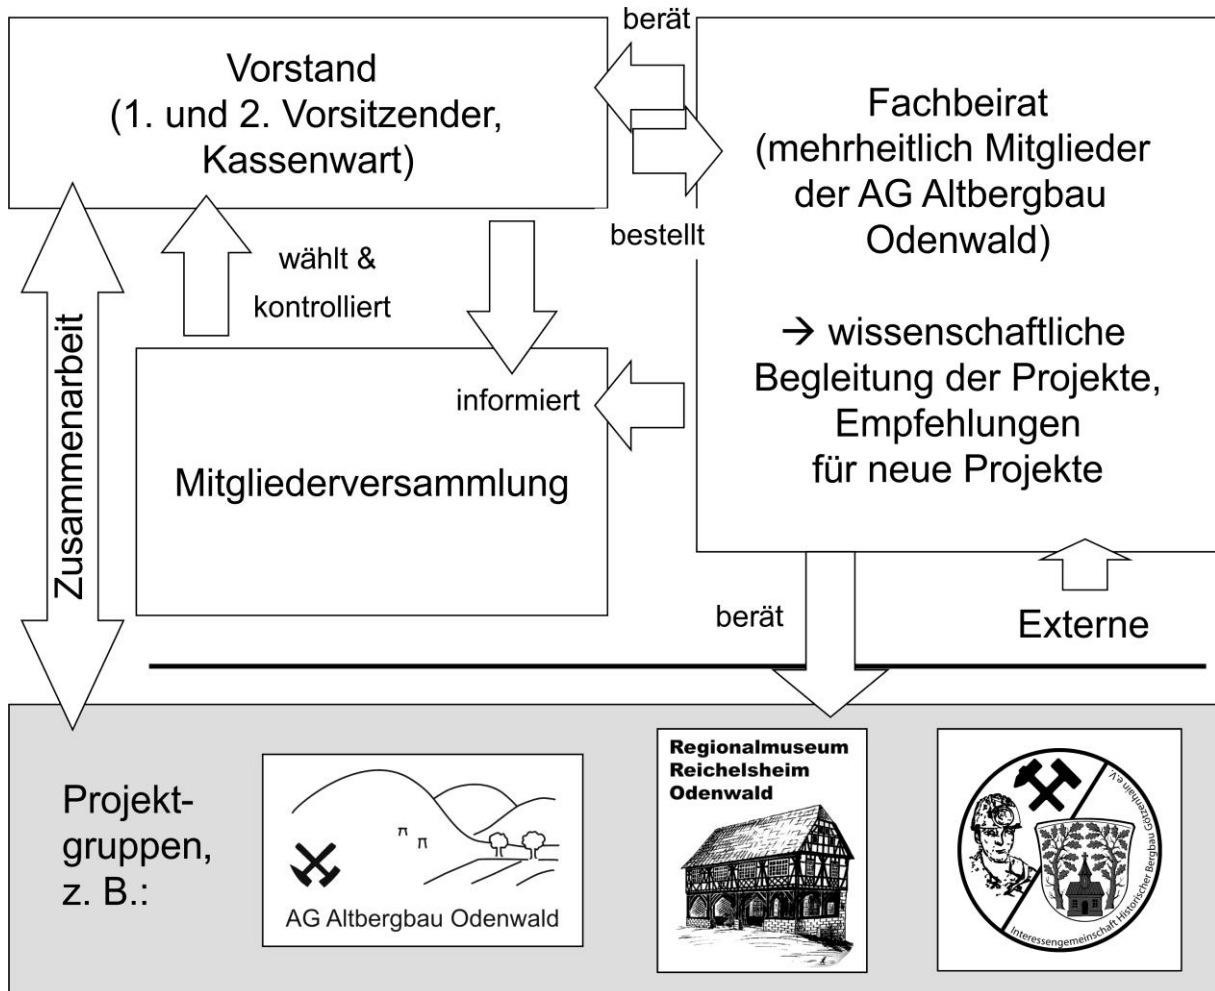 berät
Vorstand
(1. und 2. Vorsitzender,
Kassenwart)
Fachbeirat
(mehrheitlich Mitglieder
der AG Altbergbau
Odenwald)
→ wissenschaftliche
Begleitung der Projekte,
Empfehlungen
für neue Projekte
bestellt
wählt &
kontrolliert
informiert
Mitgliederversammlung
Zusammenarbeit
berät
Externe
Projekt-
gruppen,
z. B.:
AG Altbergbau Odenwald
Regionalmuseum
Reichelsheim
Odenwald
Interessengemeinschaft Historischer Bergbau Götzenhain e.V.